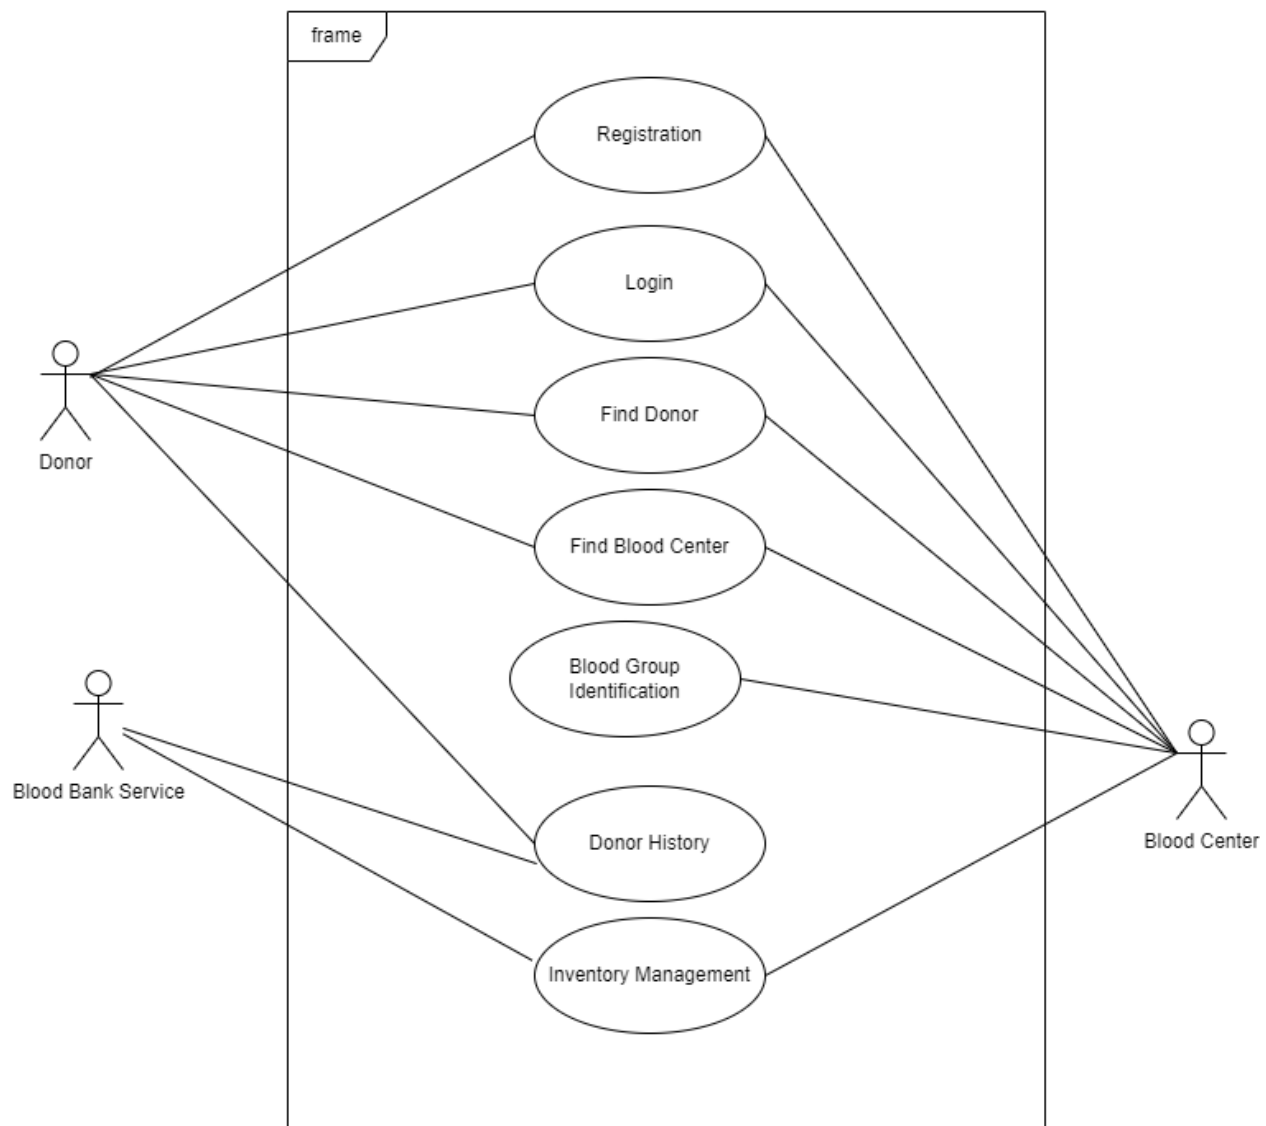 frame
Registration
Login
Find Donor
Donor
Find Blood Center
Blood Group
Identification
Blood Bank Service
Donor History
Blood Center
Inventory Management